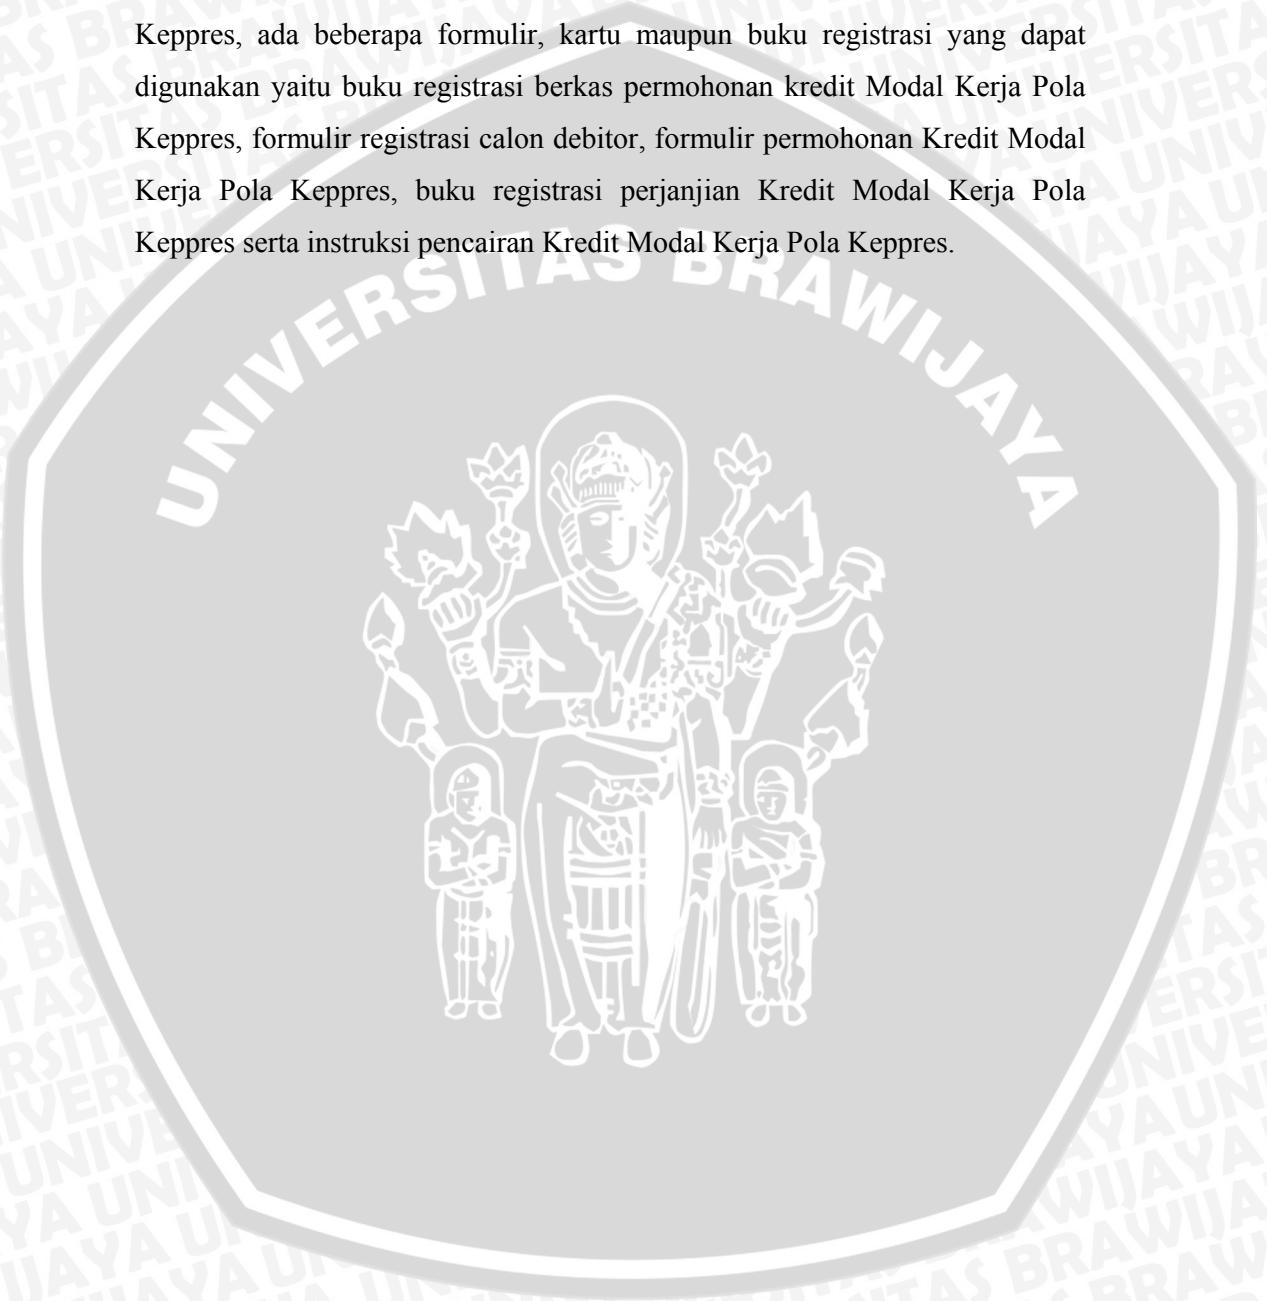 Keppres, ada beberapa formulir, kartu maupun buku registrasi yang dapat
digunakan yaitu buku registrasi berkas permohonan kredit Modal Kerja Pola
Keppres, formulir registrasi calon debitor, formulir permohonan Kredit Modal
Kerja Pola Keppres, buku registrasi perjanjian Kredit Modal Kerja Pola
Keppres serta instruksi pencairan Kredit Modal Kerja Pola Keppres.
UNIVERSITAS BRAWIJAYA